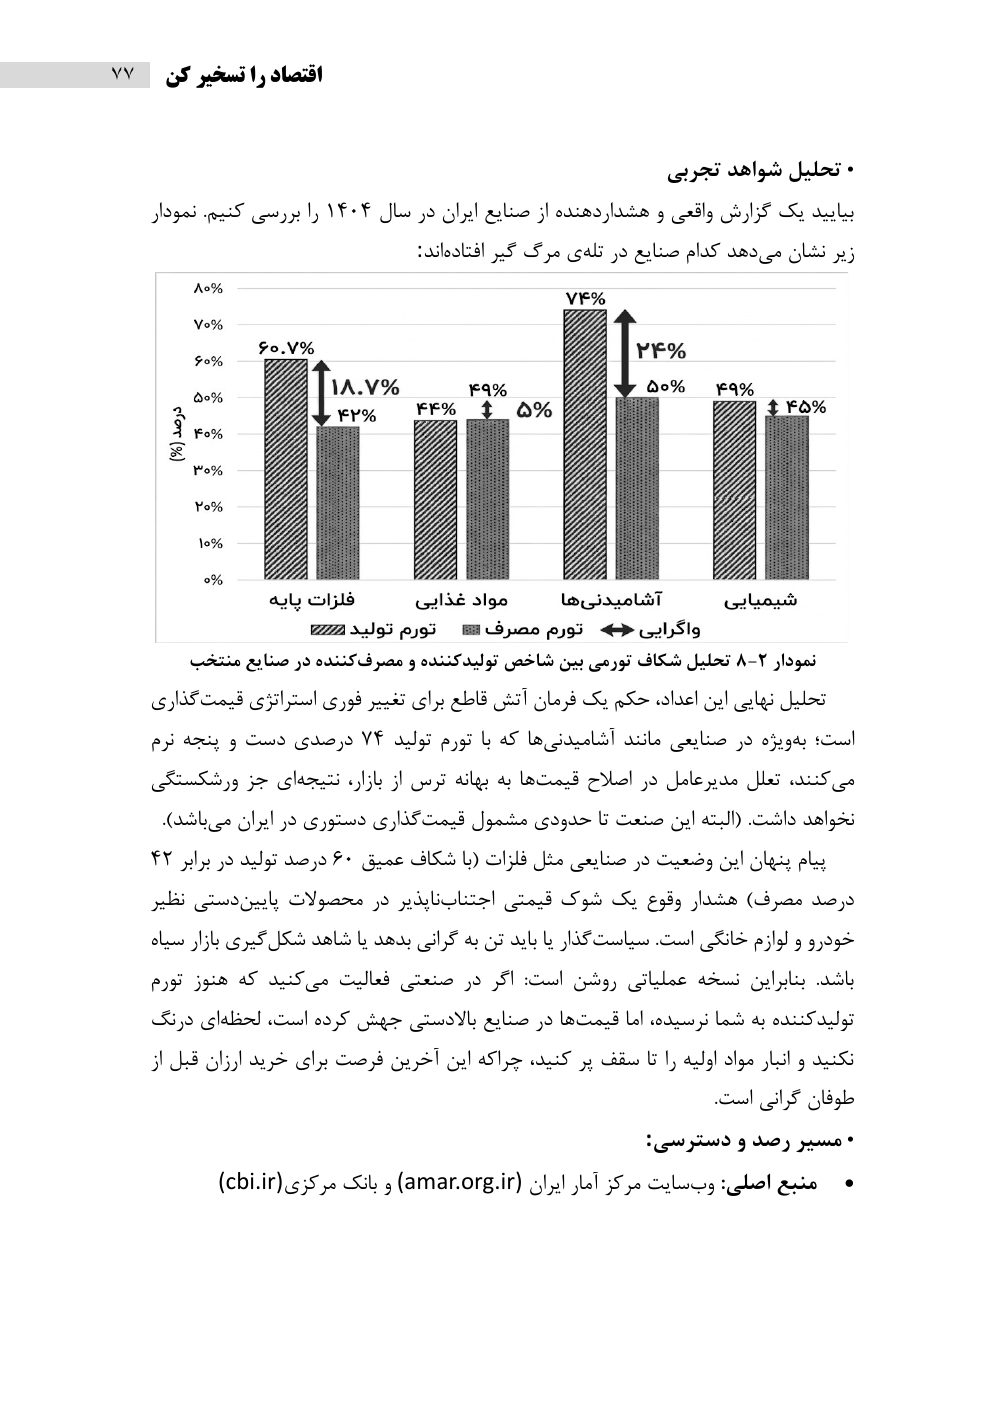 اقتصاد را تسخیر کن ۷۷
• تحلیل شواهد تجربی
بیایید یک گزارش واقعی و هشداردهنده از صنایع ایران در سال ۱۴۰۴ را بررسی کنیم. نمودار
زیر نشان می‌دهد کدام صنایع در تله‌ی مرگ گیر افتاده‌اند:
۸۰%
۷۰%
۶۰%
۵۰%
۴۰%
۳۰%
۲۰%
۱۰%
۰%
درصد (%)
۶۰.۷% ۱۸.۷% ۴۲%
۴۴% ۴۹% ۵%
۷۴% ۲۴% ۵۰%
۴۹% ۴۵%
فلزات پایه مواد غذایی آشامیدنی‌ها شیمیایی
تورم تولید تورم مصرف واگرایی
نمودار ۲-۸ تحلیل شکاف تورمی بین شاخص تولیدکننده و مصرف‌کننده در صنایع منتخب
تحلیل نهایی این اعداد، حکم یک فرمان آتش قاطع برای تغییر فوری استراتژی قیمت‌گذاری
است؛ به‌ویژه در صنایعی مانند آشامیدنی‌ها که با تورم تولید ۷۴ درصدی دست و پنجه نرم
می‌کنند، تعلل مدیرعامل در اصلاح قیمت‌ها به بهانه ترس از بازار، نتیجه‌ای جز ورشکستگی
نخواهد داشت. (البته این صنعت تا حدودی مشمول قیمت‌گذاری دستوری در ایران می‌باشد).
پیام پنهان این وضعیت در صنایعی مثل فلزات (با شکاف عمیق ۶۰ درصد تولید در برابر ۴۲
درصد مصرف) هشدار وقوع یک شوک قیمتی اجتناب‌ناپذیر در محصولات پایین‌دستی نظیر
خودرو و لوازم خانگی است. سیاست‌گذار یا باید تن به گرانی بدهد یا شاهد شکل‌گیری بازار سیاه
باشد. بنابراین نسخه عملیاتی روشن است: اگر در صنعتی فعالیت می‌کنید که هنوز تورم
تولیدکننده به شما نرسیده، اما قیمت‌ها در صنایع بالادستی جهش کرده است، لحظه‌ای درنگ
نکنید و انبار مواد اولیه را تا سقف پر کنید، چراکه این آخرین فرصت برای خرید ارزان قبل از
طوفان گرانی است.
• مسیر رصد و دسترسی:
• منبع اصلی: وب‌سایت مرکز آمار ایران (amar.org.ir) و بانک مرکزی(cbi.ir)